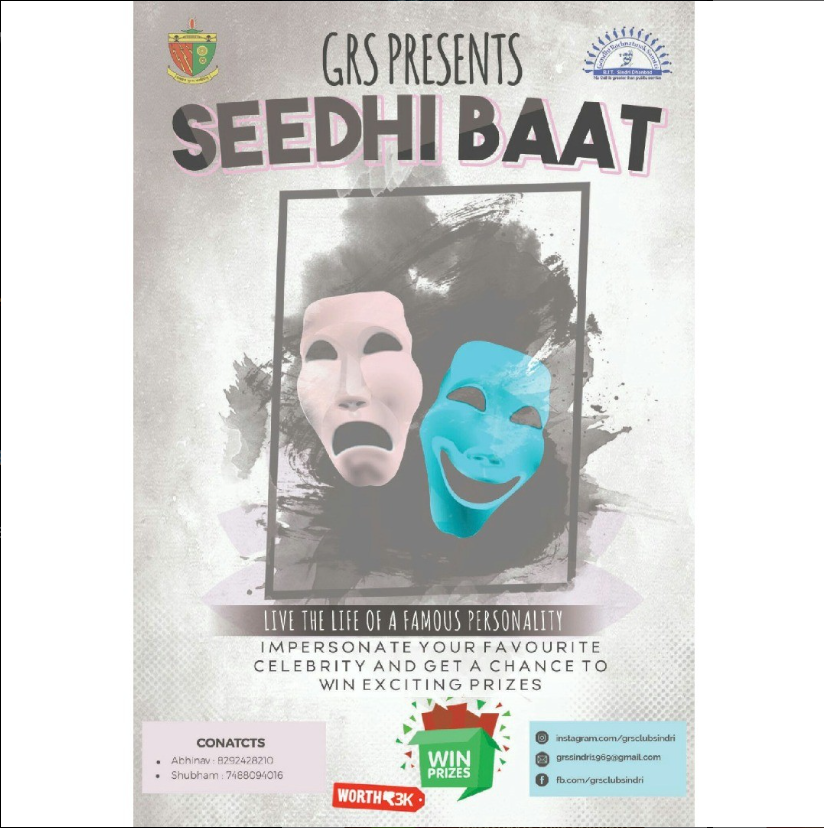 GRS PRESENTS
SEEDHI BAAT
B.I.T. Sindri Dhanbad
LIVE THE LIFE OF A FAMOUS PERSONALITY
IMPERSONATE YOUR FAVOURITE
CELEBRITY AND GET A CHANCE TO
WIN EXCITING PRIZES
CONATCTS
• Abhinav : 8292428210
• Shubham : 7488094016
WIN
PRIZES
WORTH ₹3K
instagram.com/grsclubsindri
grssindri1969@gmail.com
fb.com/grsclubsindri